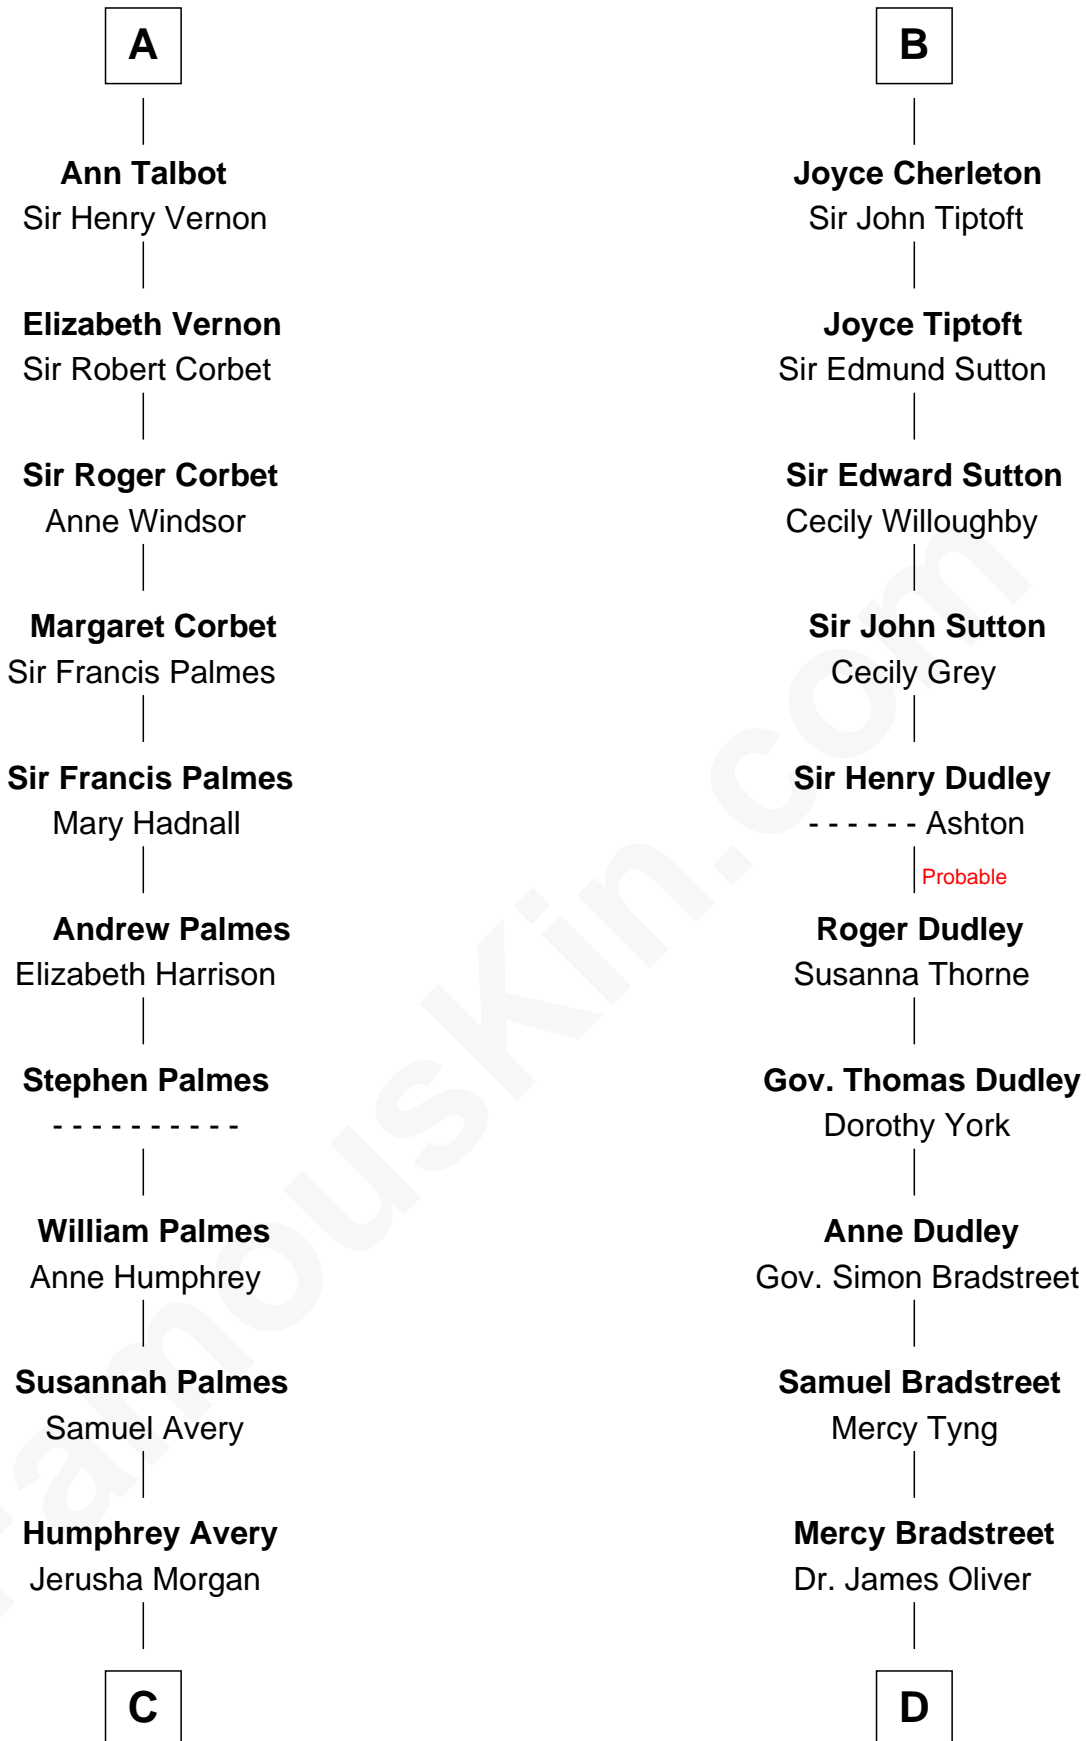 A
Ann Talbot
Sir Henry Vernon
Elizabeth Vernon
Sir Robert Corbet
Sir Roger Corbet
Anne Windsor
Margaret Corbet
Sir Francis Palmes
Sir Francis Palmes
Mary Hadnall
Andrew Palmes
Elizabeth Harrison
Stephen Palmes
- - - - - - - - - -
William Palmes
Anne Humphrey
Susannah Palmes
Samuel Avery
Humphrey Avery
Jerusha Morgan
C
B
Joyce Cherleton
Sir John Tiptoft
Joyce Tiptoft
Sir Edmund Sutton
Sir Edward Sutton
Cecily Willoughby
Sir John Sutton
Cecily Grey
Sir Henry Dudley
- - - - - - Ashton
Probable
Roger Dudley
Susanna Thorne
Gov. Thomas Dudley
Dorothy York
Anne Dudley
Gov. Simon Bradstreet
Samuel Bradstreet
Mercy Tyng
Mercy Bradstreet
Dr. James Oliver
D
FamousKin.com